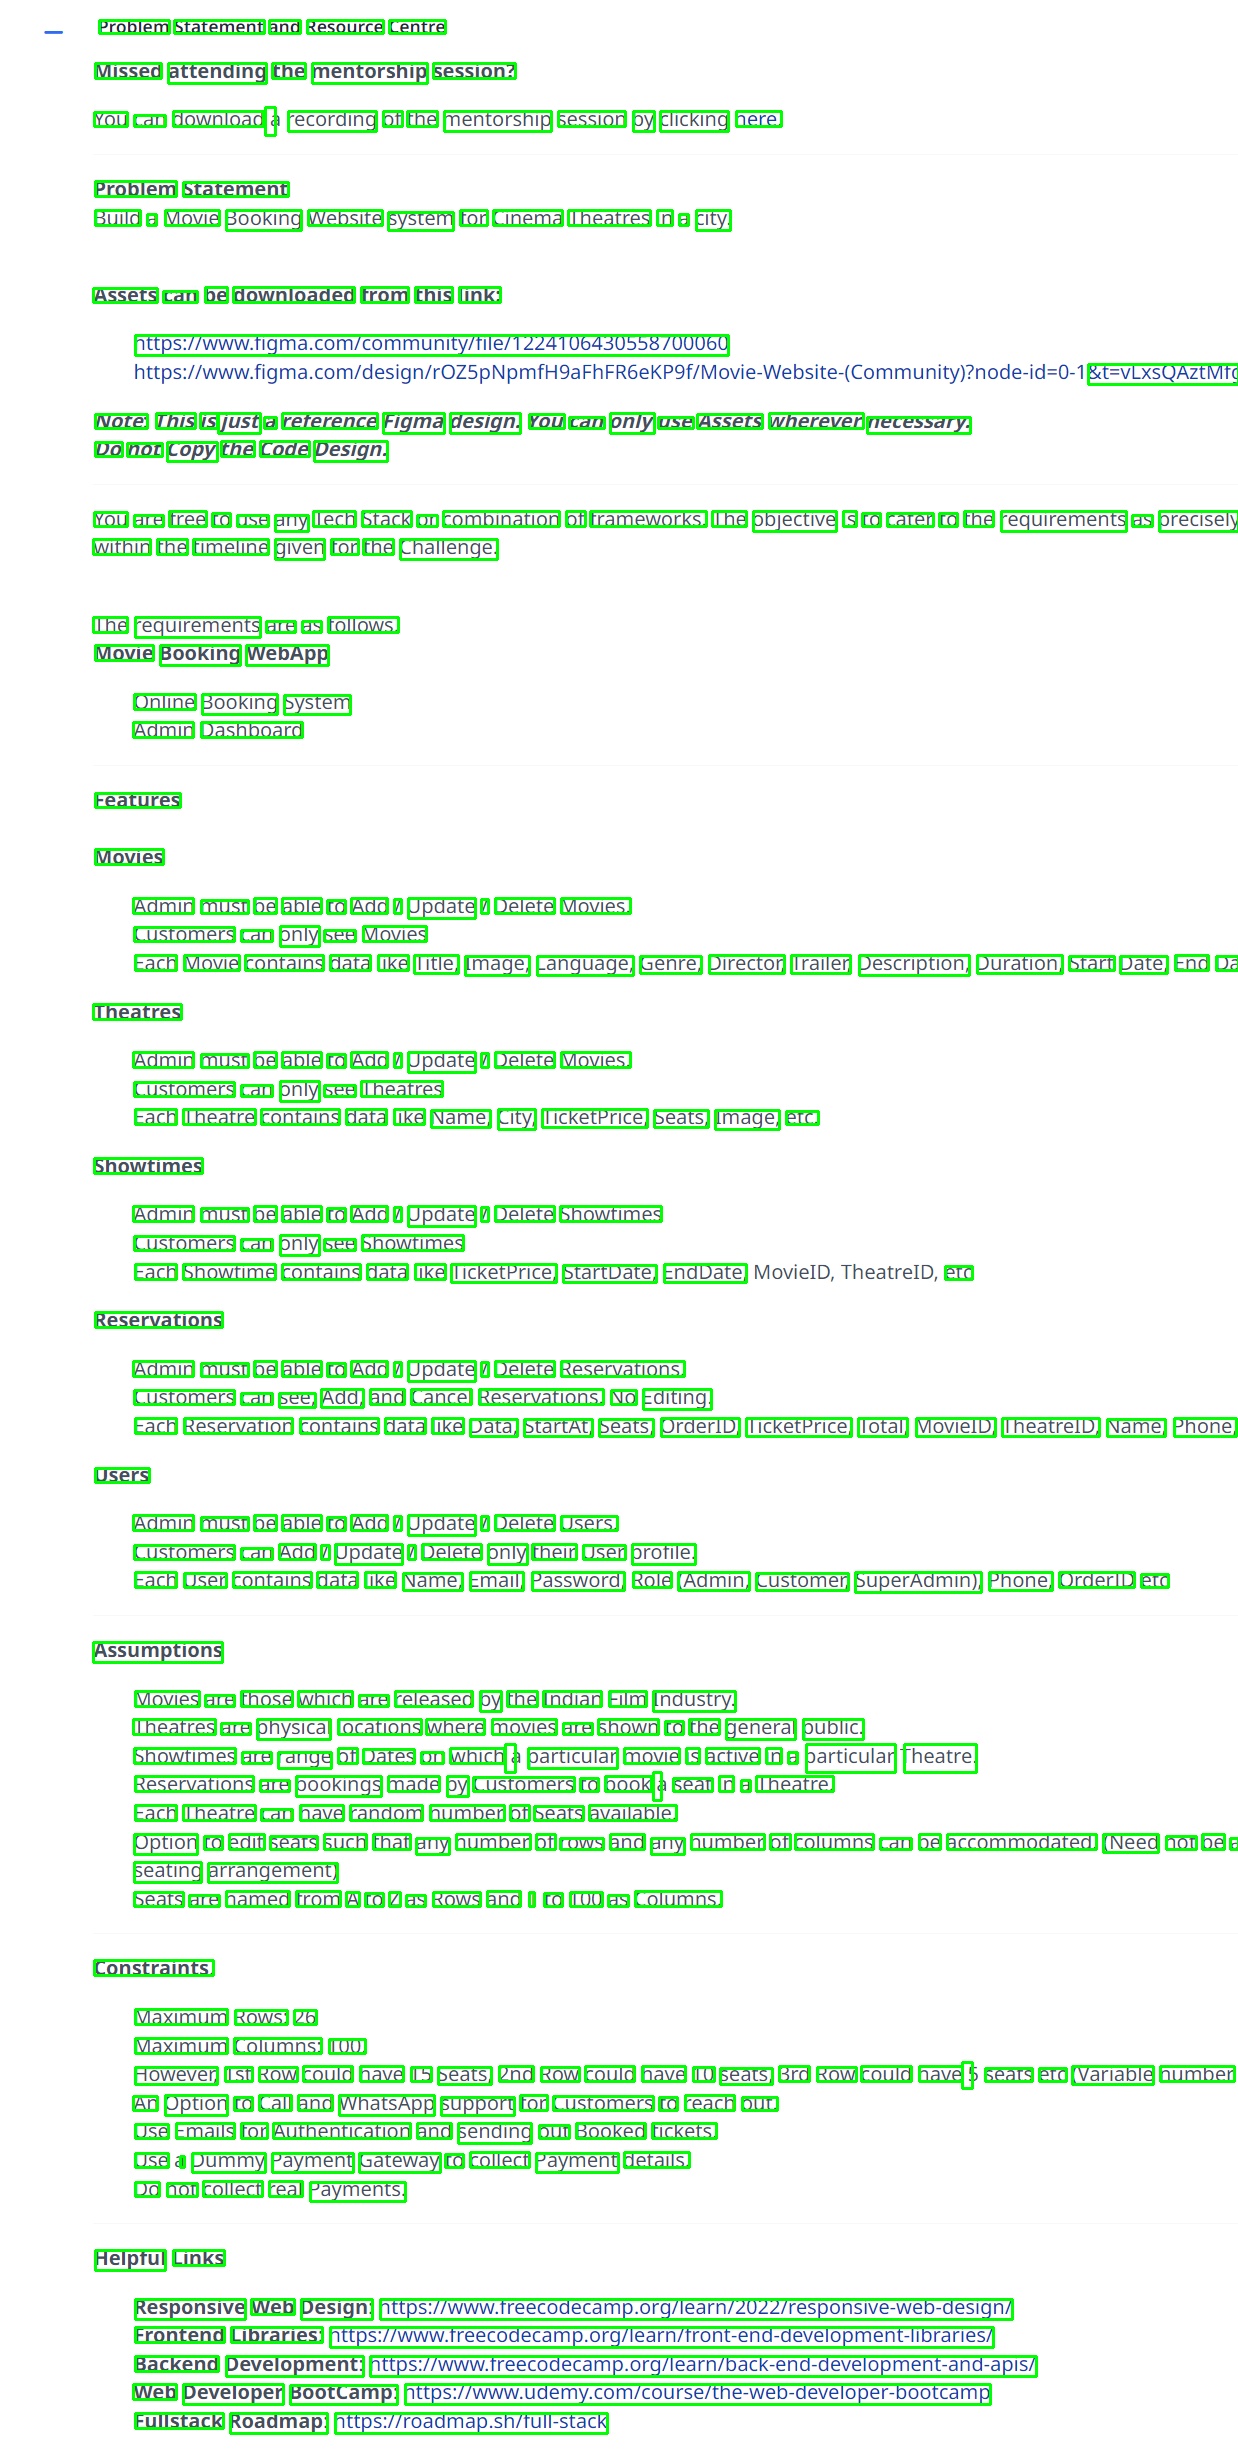 Problem Statement and Resource Centre
Missed attending the mentorship session?
You can download a recording of the mentorship session by clicking here.
Problem Statement
Build a Movie Booking Website system for Cinema Theatres in a city.
Assets can be downloaded from this link:
https://www.figma.com/community/file/1224106430558700060
https://www.figma.com/design/rOZ5pNpmfH9aFhFR6eKP9f/Movie-Website-(Community)?node-id=0-1&t=vLxsQAztMfc
Note: This is just a reference Figma design. You can only use Assets wherever necessary.
Do not Copy the Code Design.
You are free to use any Tech Stack or combination of frameworks. The objective is to cater to the requirements as precisely
within the timeline given for the Challenge.
The requirements are as follows.
Movie Booking WebApp
Online Booking System
Admin Dashboard
Features
Movies
Admin must be able to Add / Update / Delete Movies.
Customers can only see Movies
Each Movie contains data like Title, Image, Language, Genre, Director, Trailer, Description, Duration, Start Date, End Da
Theatres
Admin must be able to Add / Update / Delete Movies.
Customers can only see Theatres
Each Theatre contains data like Name, City, TicketPrice, Seats, Image, etc.
Showtimes
Admin must be able to Add / Update / Delete Showtimes
Customers can only see Showtimes
Each Showtime contains data like TicketPrice, StartDate, EndDate, MovieID, TheatreID, etc
Reservations
Admin must be able to Add / Update / Delete Reservations.
Customers can see, Add, and Cancel Reservations. No Editing.
Each Reservation contains data like Data, StartAt, Seats, OrderID, TicketPrice, Total, MovieID, TheatreID, Name, Phone,
Users
Admin must be able to Add / Update / Delete Users.
Customers can Add / Update / Delete only their User profile.
Each User contains data like Name, Email, Password, Role (Admin, Customer, SuperAdmin), Phone, OrderID etc
Assumptions
Movies are those which are released by the Indian Film Industry.
Theatres are physical locations where movies are shown to the general public.
Showtimes are range of Dates on which a particular movie is active in a particular Theatre.
Reservations are bookings made by Customers to book a seat in a Theatre.
Each Theatre can have random number of Seats available.
Option to edit seats such that any number of rows and any number of columns can be accommodated. (Need not be a
seating arrangement)
Seats are named from A to Z as Rows and 1 to 100 as Columns.
Constraints
Maximum Rows: 26
Maximum Columns: 100.
However, 1st Row could have 15 Seats, 2nd Row could have 10 seats, 3rd Row could have 5 seats etc (Variable number
An Option to Call and WhatsApp support for Customers to reach out.
Use Emails for Authentication and sending out Booked tickets.
Use a Dummy Payment Gateway to collect Payment details.
Do not collect real Payments.
Helpful Links
Responsive Web Design: https://www.freecodecamp.org/learn/2022/responsive-web-design/
Frontend Libraries: https://www.freecodecamp.org/learn/front-end-development-libraries/
Backend Development: https://www.freecodecamp.org/learn/back-end-development-and-apis/
Web Developer BootCamp: https://www.udemy.com/course/the-web-developer-bootcamp
Fullstack Roadmap: https://roadmap.sh/full-stack